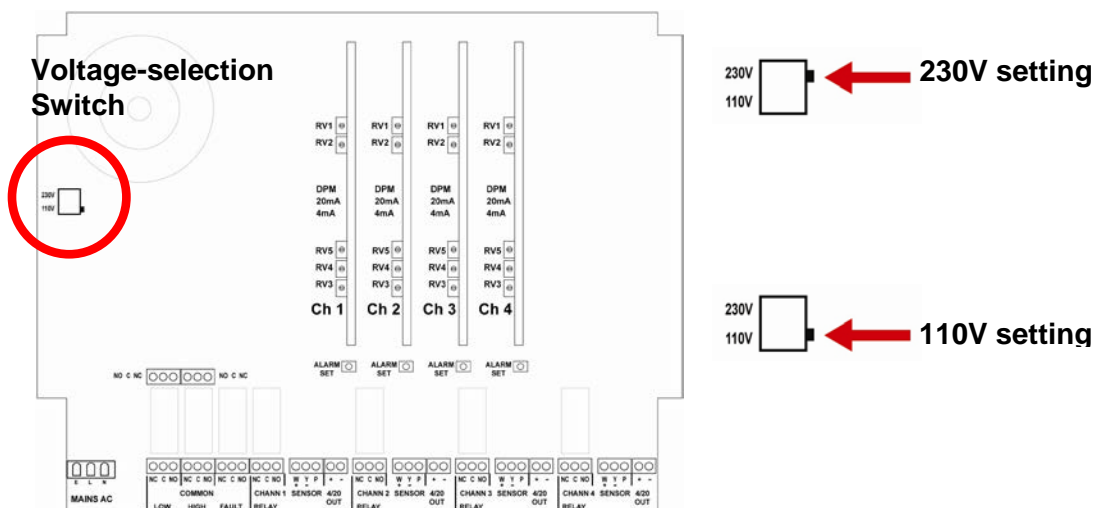 Voltage-selection
Switch
230V
110V
RV1 RV1 RV1 RV1
RV2 RV2 RV2 RV2
DPM DPM DPM DPM
20mA 20mA 20mA 20mA
4mA 4mA 4mA 4mA
RV5 RV5 RV5 RV5
RV4 RV4 RV4 RV4
RV3 RV3 RV3 RV3
Ch 1 Ch 2 Ch 3 Ch 4
ALARM ALARM ALARM ALARM
SET SET SET SET
NO C NC NO C NC
E L N
NC C NO NC C NO NC C NO NC C NO W Y P + - NC C NO W Y P + - NC C NO W Y P + - NC C NO W Y P + -
+ - + - + - + -
MAINS AC
COMMON CHANN 1 SENSOR 4/20 CHANN 2 SENSOR 4/20 CHANN 3 SENSOR 4/20 CHANN 4 SENSOR 4/20
OUT OUT OUT OUT
LOW HIGH FAULT RELAY RELAY RELAY RELAY
230V
110V
230V setting
230V
110V
110V setting